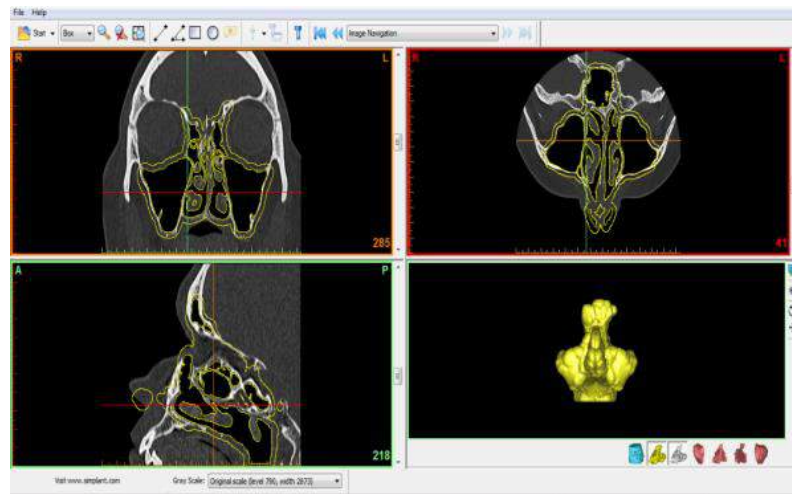 File Help
Start Box Image Navigation
R L
285
R L
41
A P
218
Visit www.simplant.com Grey Scale: Original scale (level 790, width 2873)